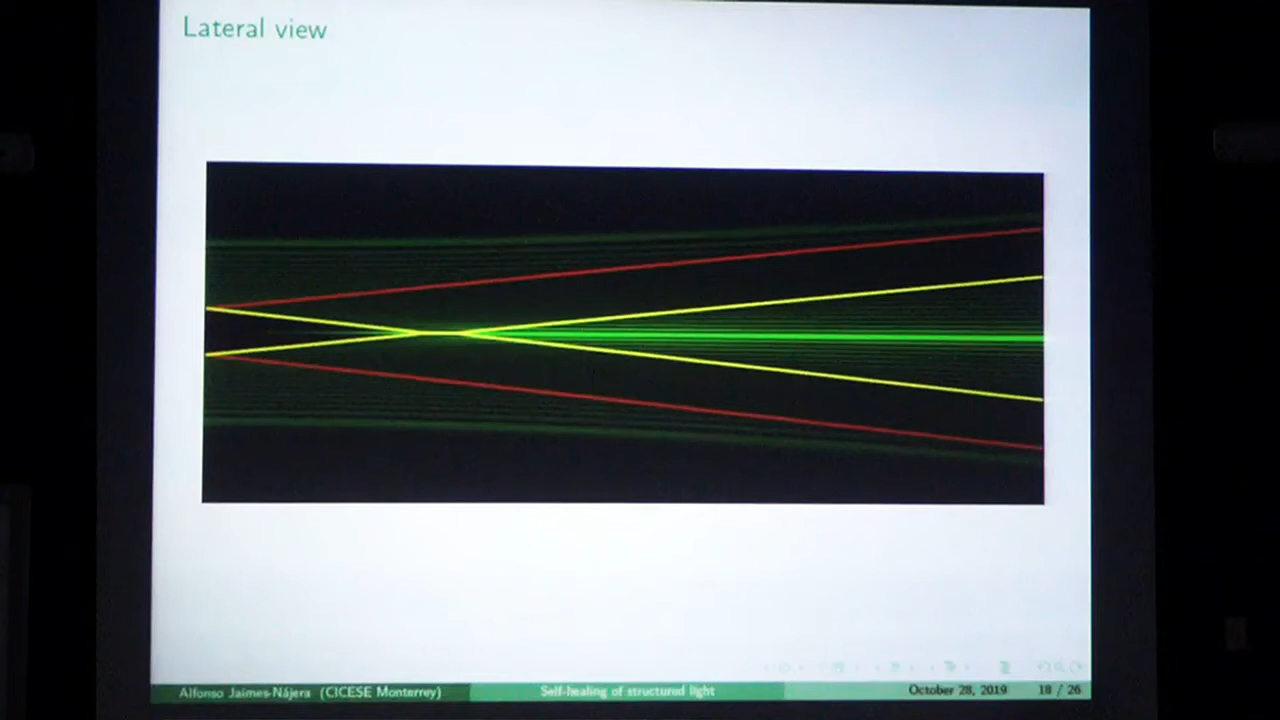 Lateral view
Alfonso Jaimes-Nájera (CICESE Monterrey) Self-healing of structured light October 28, 2019 18 / 26